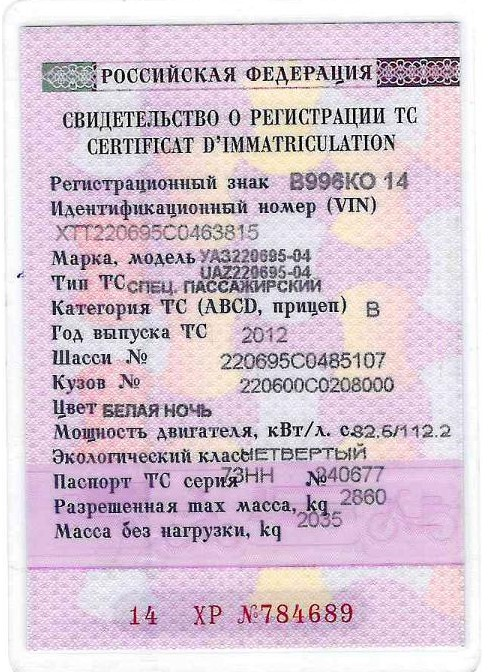 РОССИЙСКАЯ ФЕДЕРАЦИЯ
СВИДЕТЕЛЬСТВО О РЕГИСТРАЦИИ ТС
CERTIFICAT D'IMMATRICULATION
Регистрационный знак В996КО 14
Идентификационный номер (VIN)
XTT220695C0463815
Марка, модель УАЗ220695-04
UAZ220695-04
Тип ТС СПЕЦ. ПАССАЖИРСКИЙ
Категория ТС (ABCD, прицеп) В
Год выпуска ТС 2012
Шасси № 220695C0485107
Кузов № 220600C0208000
Цвет БЕЛАЯ НОЧЬ
Мощность двигателя, кВт/л. с. 82.5/112.2
Экологический класс ЧЕТВЕРТЫЙ
Паспорт ТС серия 73НН № 340677
Разрешенная max масса, kg 2860
Масса без нагрузки, kg 2035
14 ХР №784689